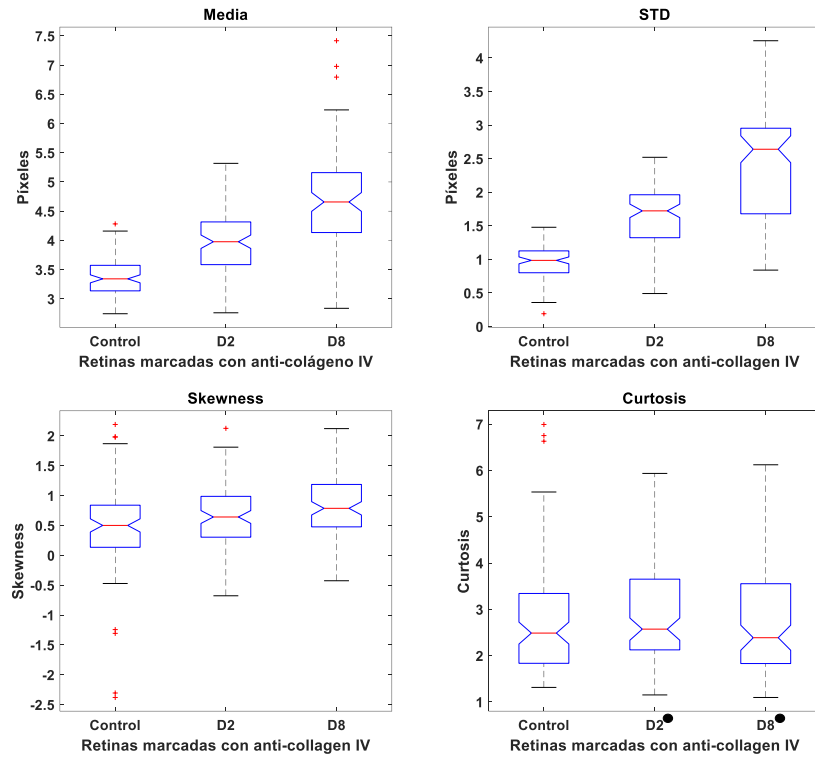 Media
7.5
7
6.5
6
5.5
5
4.5
4
3.5
3
Píxeles
Control D2 D8
Retinas marcadas con anti-colágeno IV
STD
4
3.5
3
2.5
2
1.5
1
0.5
0
Píxeles
Control D2 D8
Retinas marcadas con anti-collagen IV
Skewness
2
1.5
1
0.5
0
-0.5
-1
-1.5
-2
-2.5
Skewness
Control D2 D8
Retinas marcadas con anti-collagen IV
Curtosis
7
6
5
4
3
2
1
Curtosis
Control D2 D8
Retinas marcadas con anti-collagen IV